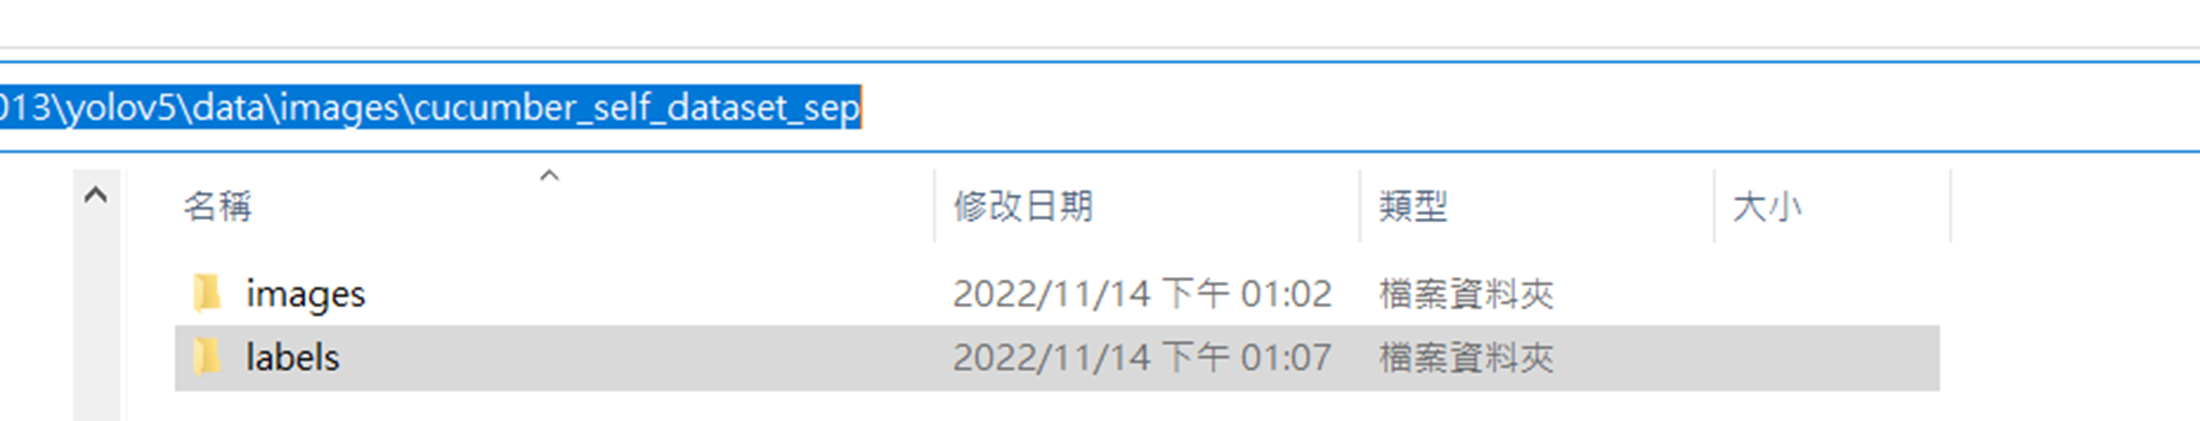 013\yolov5\data\images\cucumber_self_dataset_sep
名稱 修改日期 類型 大小
images 2022/11/14 下午 01:02 檔案資料夾
labels 2022/11/14 下午 01:07 檔案資料夾